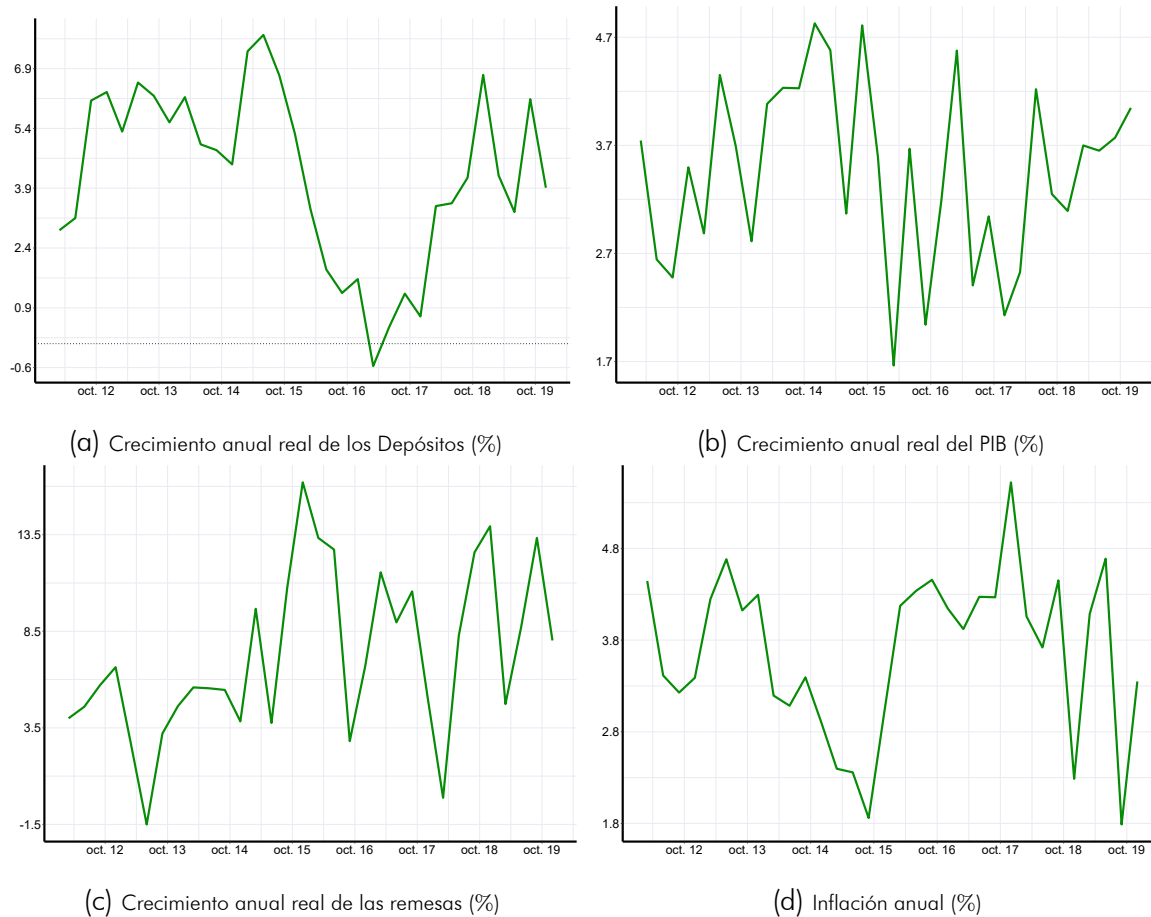 6.9
5.4
3.9
2.4
0.9
-0.6
oct. 12 oct. 13 oct. 14 oct. 15 oct. 16 oct. 17 oct. 18 oct. 19
(a) Crecimiento anual real de los Depósitos (%)
4.7
3.7
2.7
1.7
oct. 12 oct. 13 oct. 14 oct. 15 oct. 16 oct. 17 oct. 18 oct. 19
(b) Crecimiento anual real del PIB (%)
13.5
8.5
3.5
-1.5
oct. 12 oct. 13 oct. 14 oct. 15 oct. 16 oct. 17 oct. 18 oct. 19
(c) Crecimiento anual real de las remesas (%)
4.8
3.8
2.8
1.8
oct. 12 oct. 13 oct. 14 oct. 15 oct. 16 oct. 17 oct. 18 oct. 19
(d) Inflación anual (%)